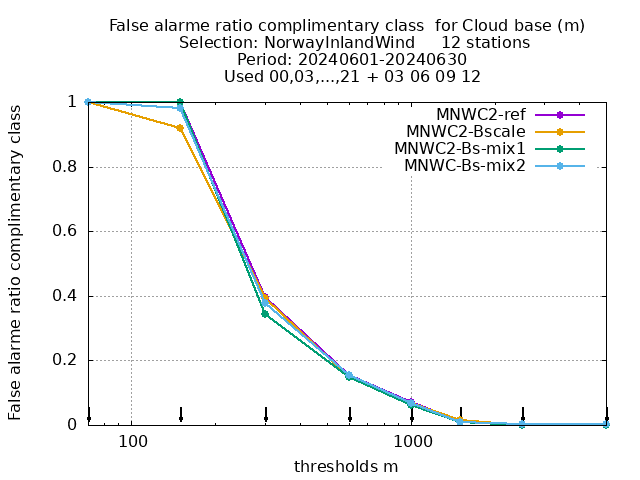 False alarme ratio complimentary class  for Cloud base (m)
Selection: NorwayInlandWind     12 stations
Period: 20240601-20240630
Used 00,03,...,21 + 03 06 09 12
False alarme ratio complimentary class
1
0.8
0.6
0.4
0.2
0
MNWC2-ref
MNWC2-Bscale
MNWC2-Bs-mix1
MNWC-Bs-mix2
100
1000
thresholds m